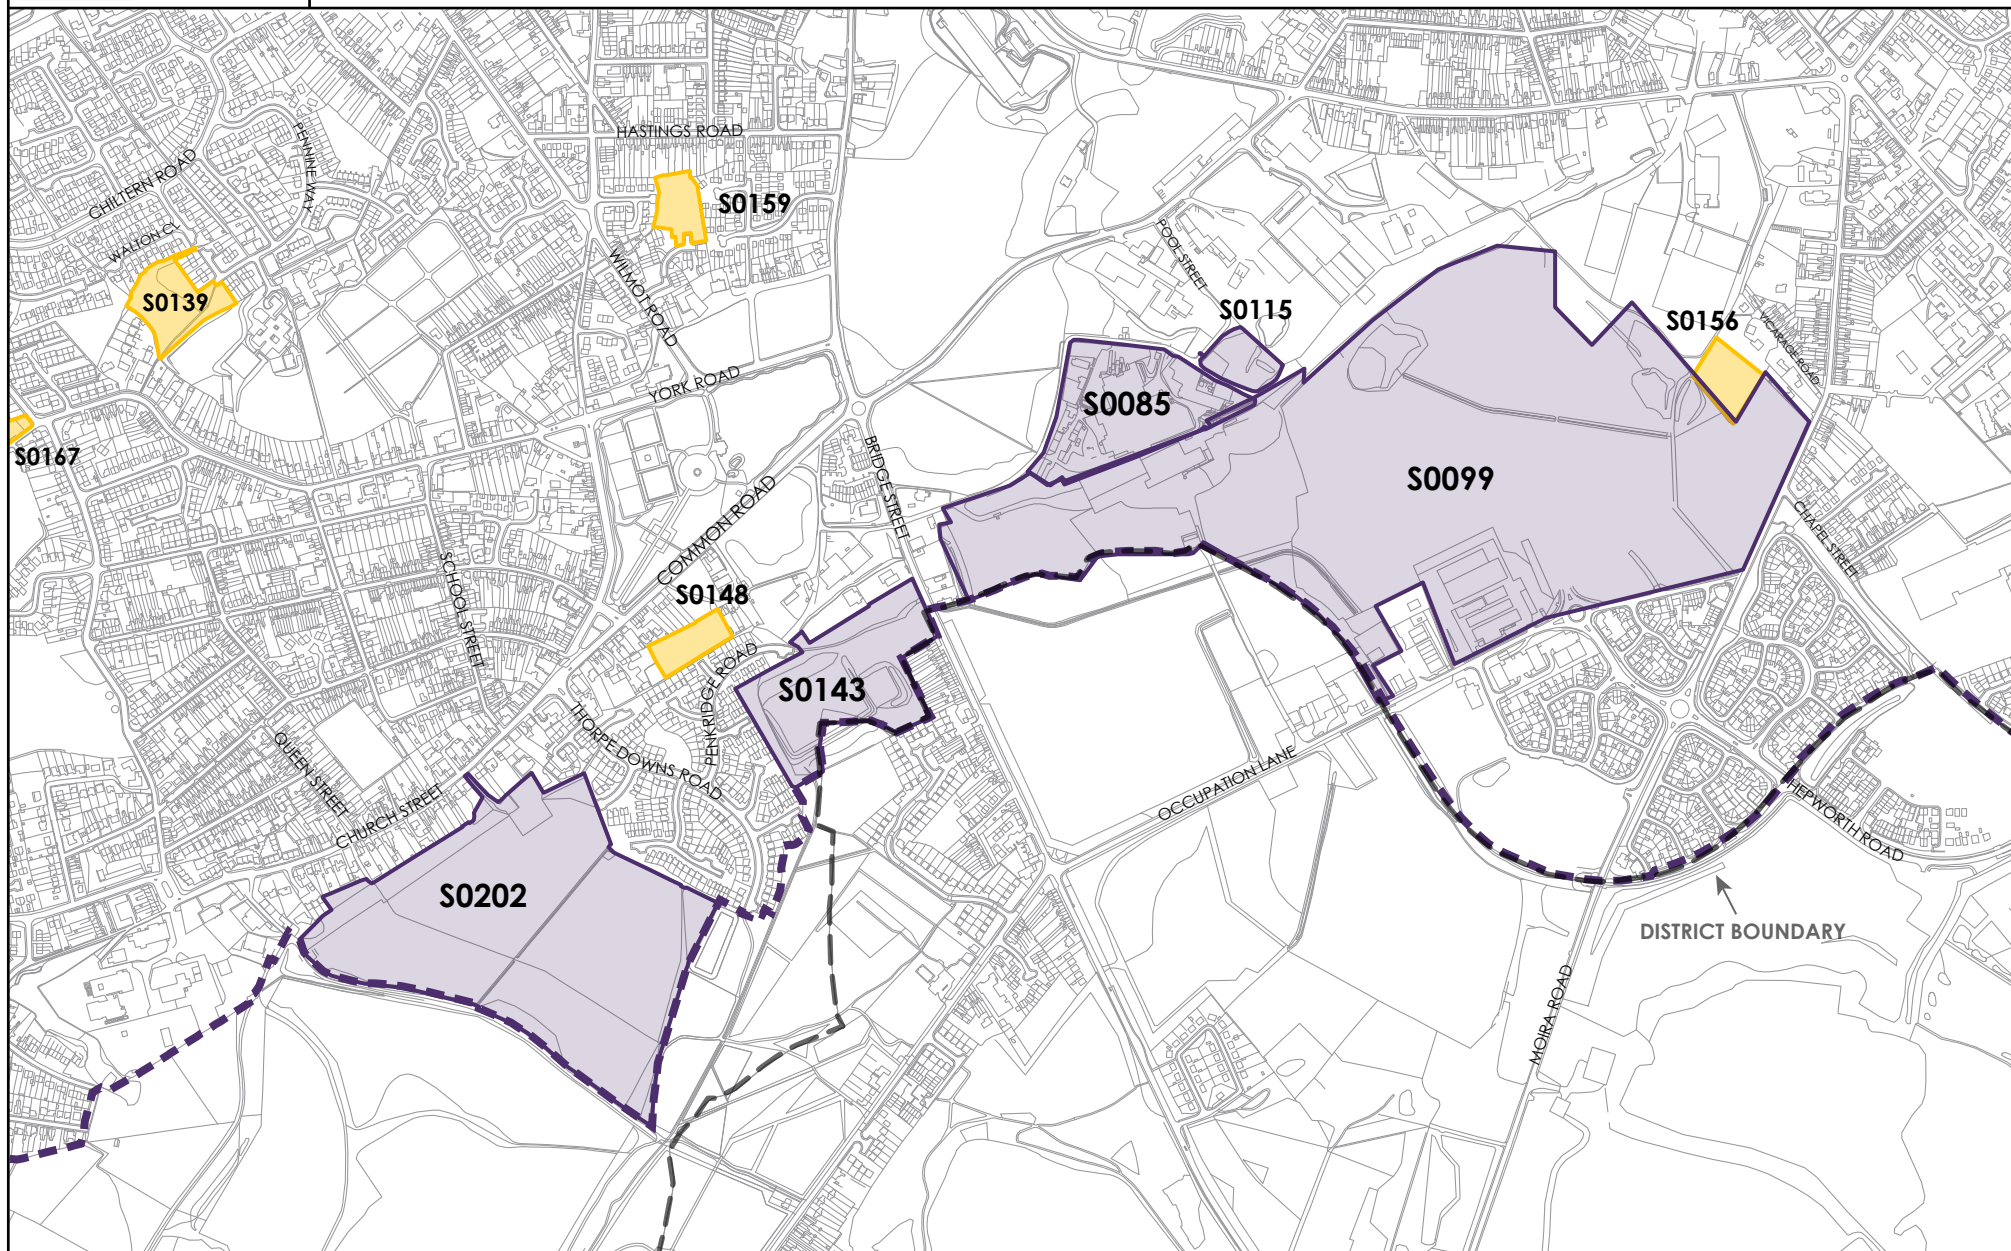 HASTINGS ROAD
PENNINE WAY
CHILTERN ROAD
S0159
WALTON CL
POOL STREET
WILMOT ROAD
S0139
S0115
S0156
VICARAGE ROAD
YORK ROAD
S0085
S0167
BRIDGE STREET
S0099
COMMON ROAD
CHAPEL STREET
SCHOOL STREET
S0148
PENKRIDGE ROAD
S0143
THORPE DOWNS ROAD
QUEEN STREET
OCCUPATION LANE
CHURCH STREET
HEPWORTH ROAD
S0202
DISTRICT BOUNDARY
MOIRA ROAD